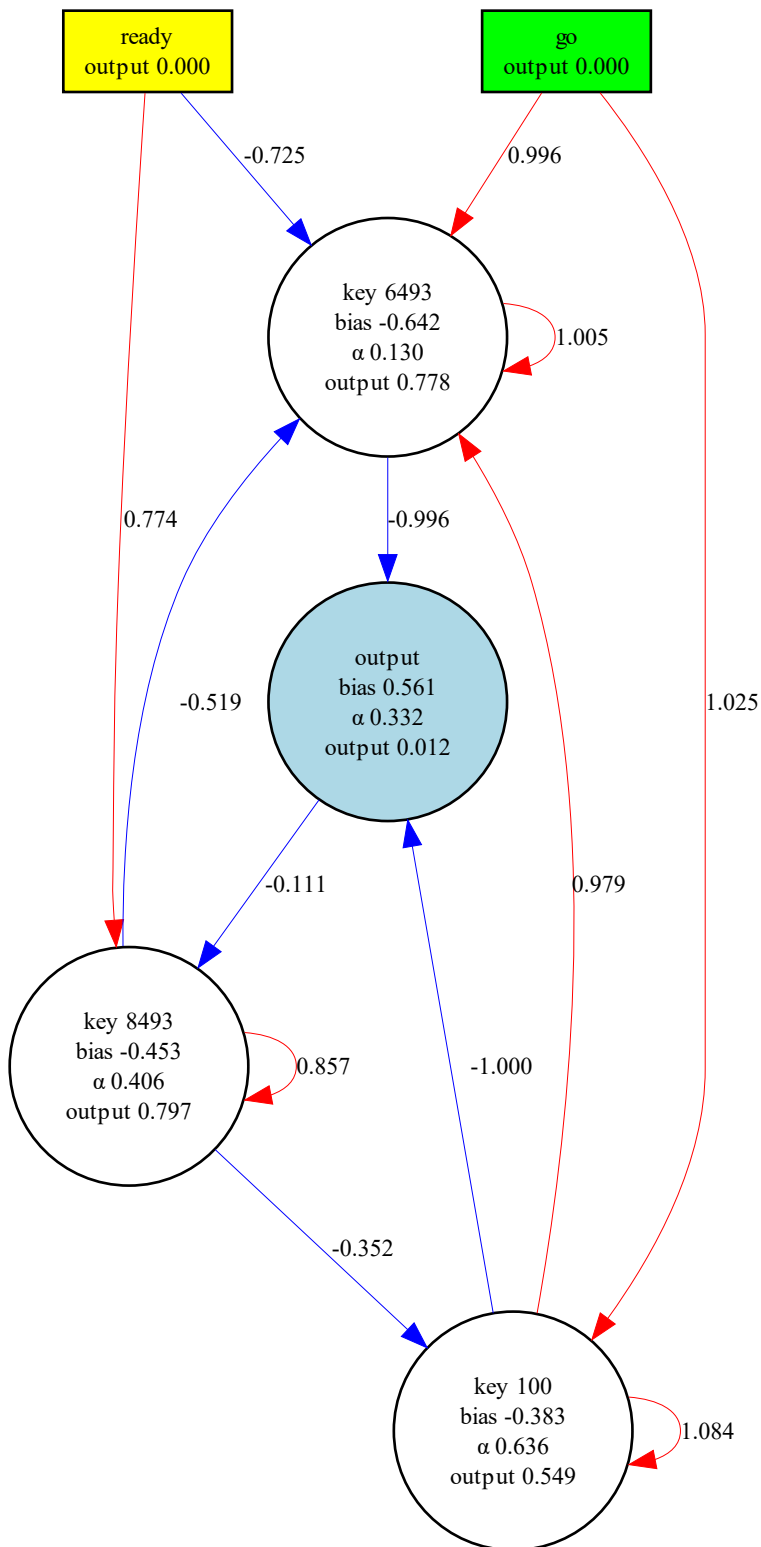 ready
output 0.000
go
output 0.000
-0.725
0.996
key 6493
bias -0.642
α 0.130
output 0.778
1.005
0.774
-0.996
-0.519
output
bias 0.561
α 0.332
output 0.012
1.025
-0.111
0.979
key 8493
bias -0.453
α 0.406
output 0.797
0.857
-1.000
-0.352
key 100
bias -0.383
α 0.636
output 0.549
1.084